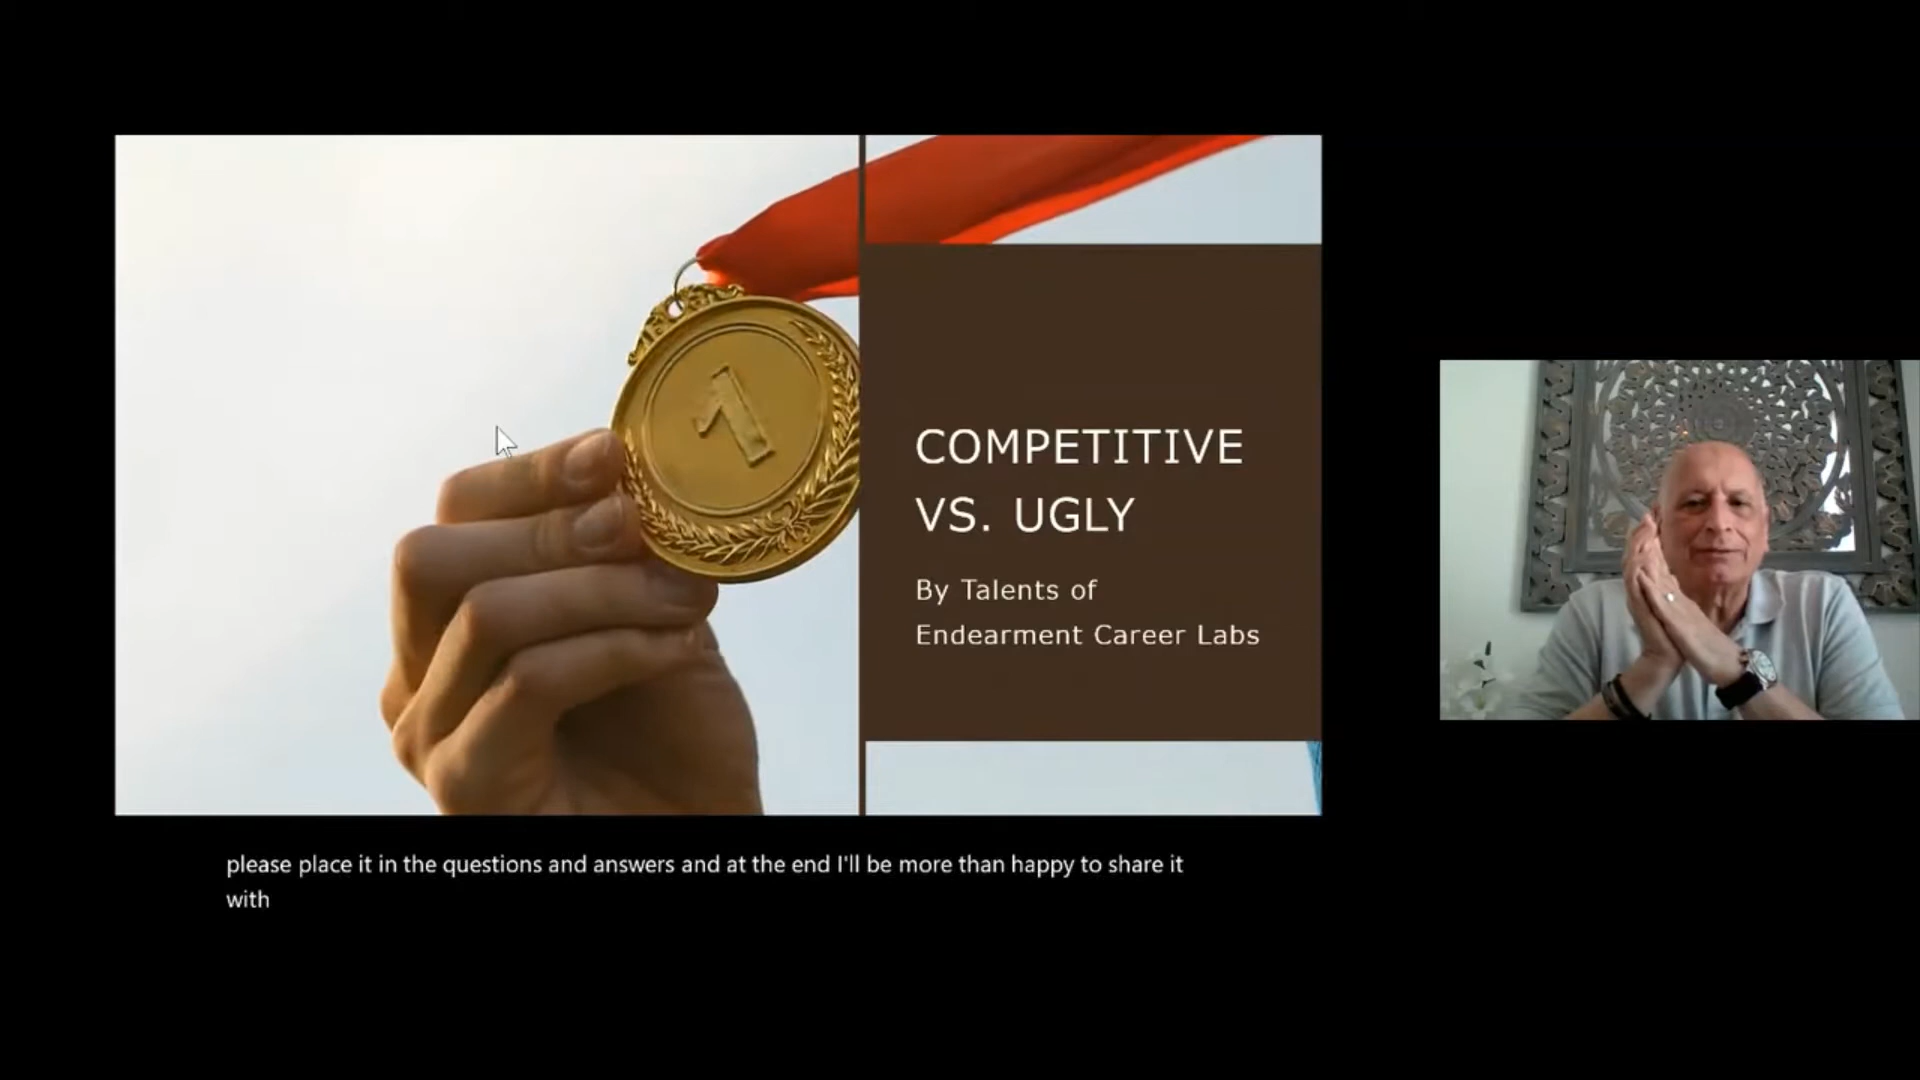 1
COMPETITIVE
VS. UGLY
By Talents of
Endearment Career Labs
please place it in the questions and answers and at the end I'll be more than happy to share it
with